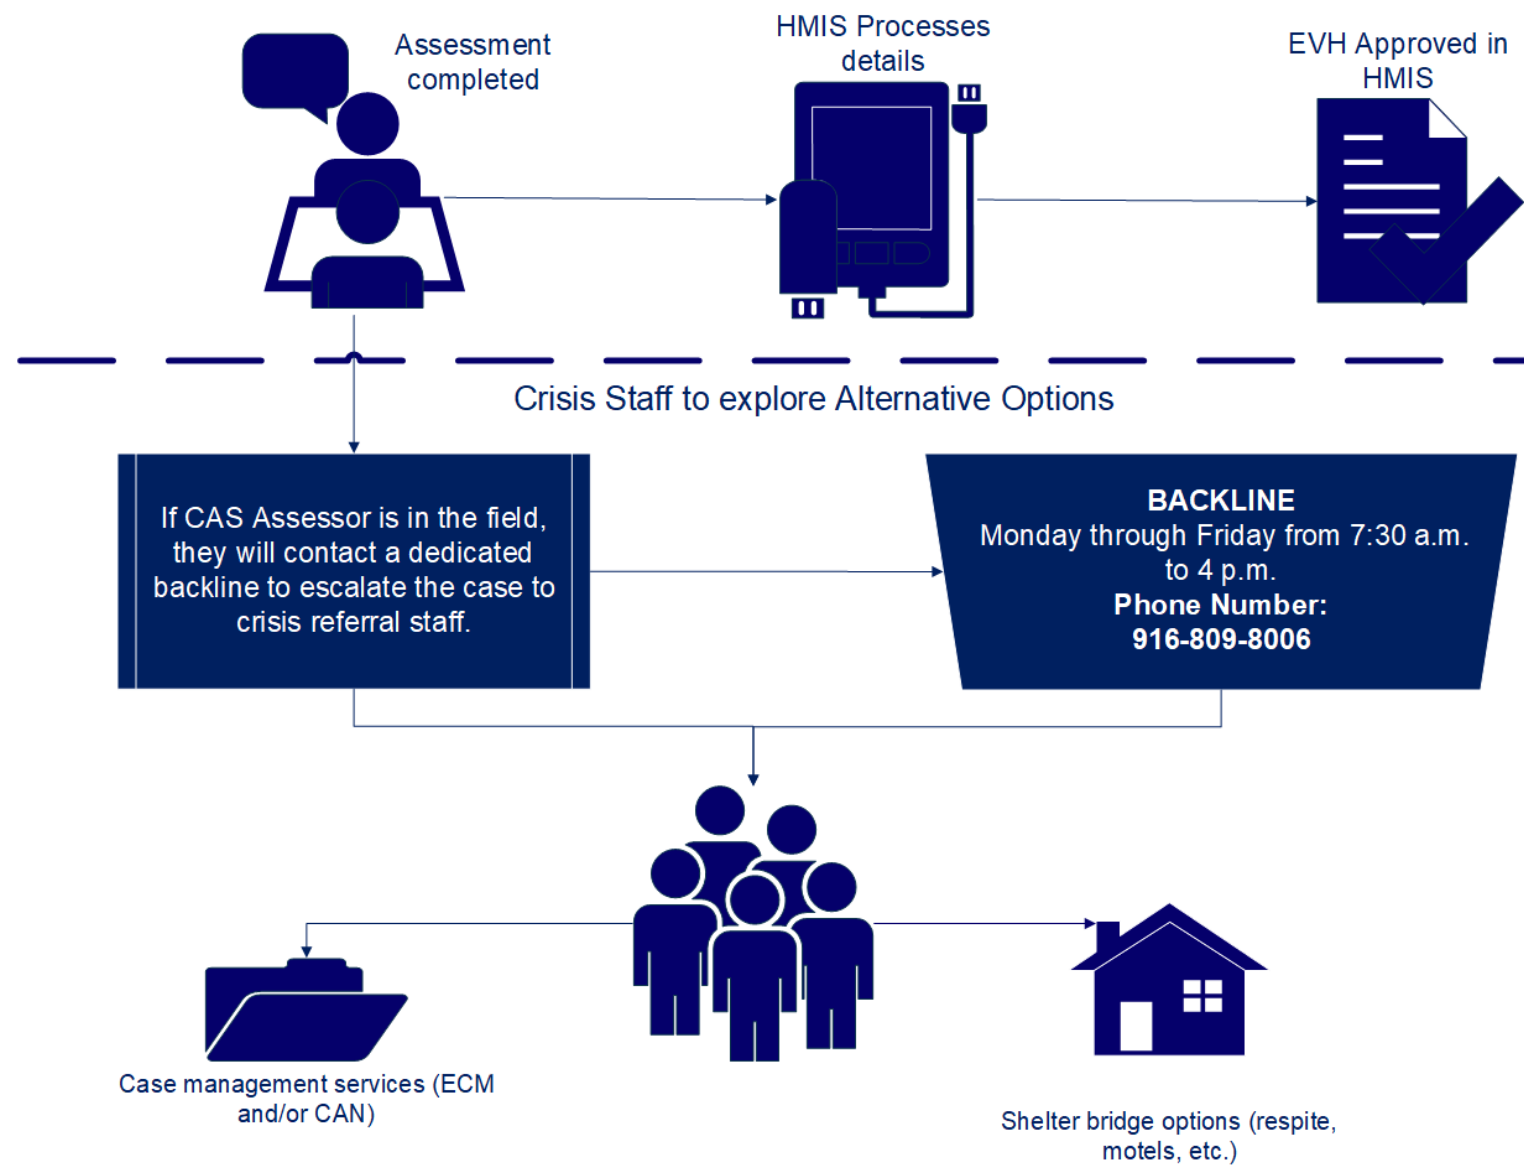 Assessment
completed
HMIS Processes
details
EVH Approved in
HMIS
Crisis Staff to explore Alternative Options
If CAS Assessor is in the field,
they will contact a dedicated
backline to escalate the case to
crisis referral staff.
BACKLINE
Monday through Friday from 7:30 a.m.
to 4 p.m.
Phone Number:
916-809-8006
Case management services (ECM
and/or CAN)
Shelter bridge options (respite,
motels, etc.)